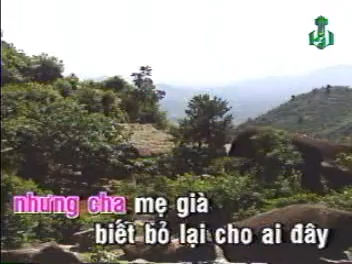 nhưng cha mẹ già
biết bỏ lại cho ai đây